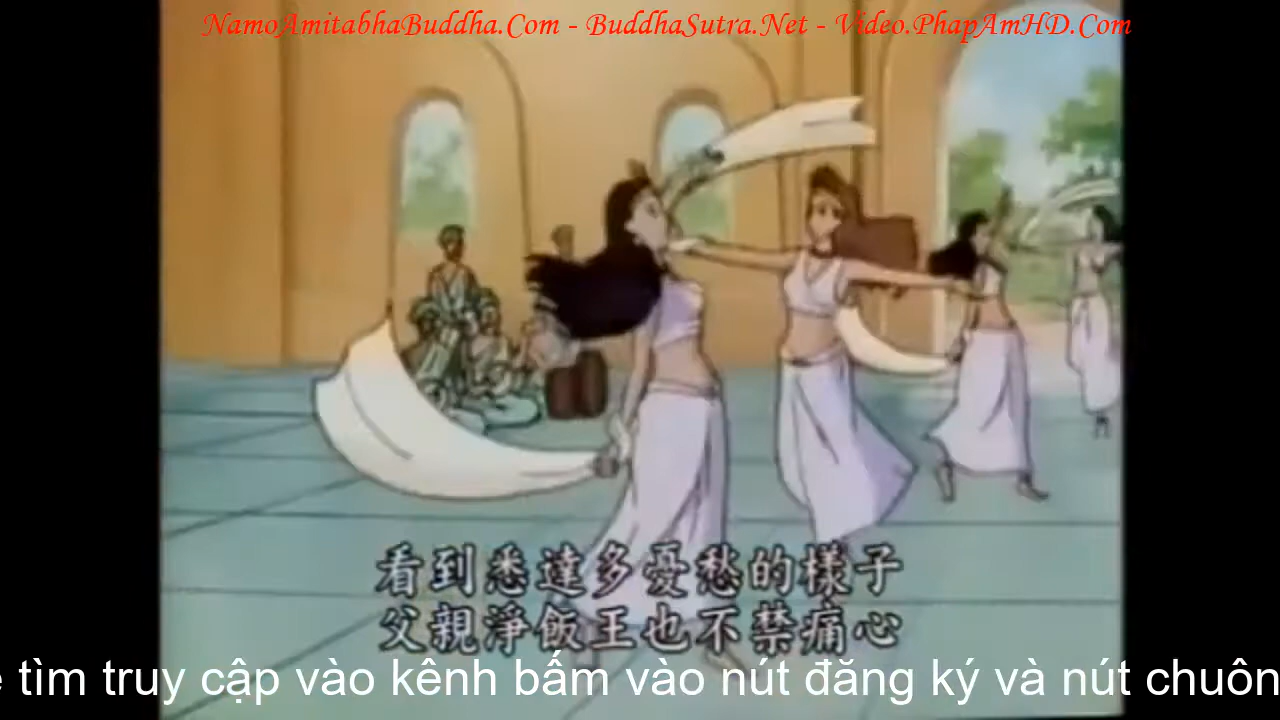 NamoAmitabhaBuddha.Com - BuddhaSutra.Net - Video.PhapAmHD.Com
看到悉達多憂愁的樣子
父親淨飯王也不禁痛心
tìm truy cập vào kênh bấm vào nút đăng ký và nút chuôn